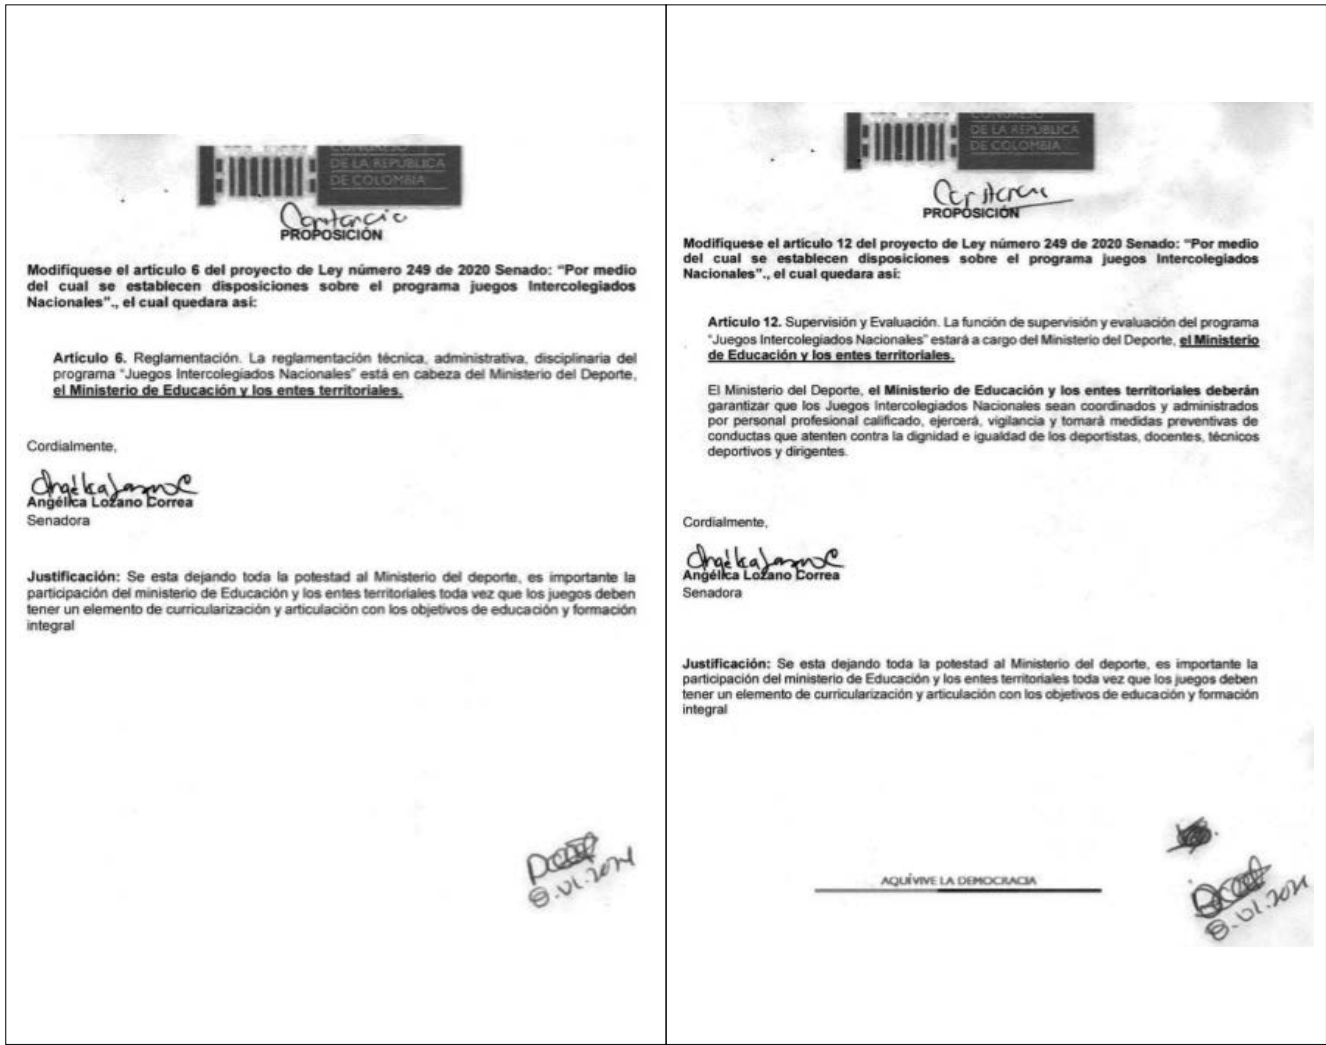 DE LA REPÚBLICA
DE COLOMBIA
Constancia
PROPOSICIÓN
Modifíquese el artículo 6 del proyecto de Ley número 249 de 2020 Senado: “Por medio
del cual se establecen disposiciones sobre el programa juegos Intercolegiados
Nacionales”., el cual quedara así:
Artículo 6. Reglamentación. La reglamentación técnica, administrativa, disciplinaria del
programa “Juegos Intercolegiados Nacionales” está en cabeza del Ministerio del Deporte,
el Ministerio de Educación y los entes territoriales.
Cordialmente,
Angélica Lozano C
Angélica Lozano Correa
Senadora
Justificación: Se esta dejando toda la potestad al Ministerio del deporte, es importante la
participación del ministerio de Educación y los entes territoriales toda vez que los juegos deben
tener un elemento de curricularización y articulación con los objetivos de educación y formación
integral
8.VI.2021
CONGRESO
DE LA REPÚBLICA
DE COLOMBIA
Constancia
PROPOSICIÓN
Modifíquese el artículo 12 del proyecto de Ley número 249 de 2020 Senado: “Por medio
del cual se establecen disposiciones sobre el programa juegos Intercolegiados
Nacionales”., el cual quedara así:
Artículo 12. Supervisión y Evaluación. La función de supervisión y evaluación del programa
“Juegos Intercolegiados Nacionales” estará a cargo del Ministerio del Deporte, el Ministerio
de Educación y los entes territoriales.
El Ministerio del Deporte, el Ministerio de Educación y los entes territoriales deberán
garantizar que los Juegos Intercolegiados Nacionales sean coordinados y administrados
por personal profesional calificado, ejercerá, vigilancia y tomará medidas preventivas de
conductas que atenten contra la dignidad e igualdad de los deportistas, docentes, técnicos
deportivos y dirigentes.
Cordialmente,
Angélica Lozano C
Angélica Lozano Correa
Senadora
Justificación: Se esta dejando toda la potestad al Ministerio del deporte, es importante la
participación del ministerio de Educación y los entes territoriales toda vez que los juegos deben
tener un elemento de curricularización y articulación con los objetivos de educación y formación
integral
AQUÍ VIVE LA DEMOCRACIA
8.VI.2021